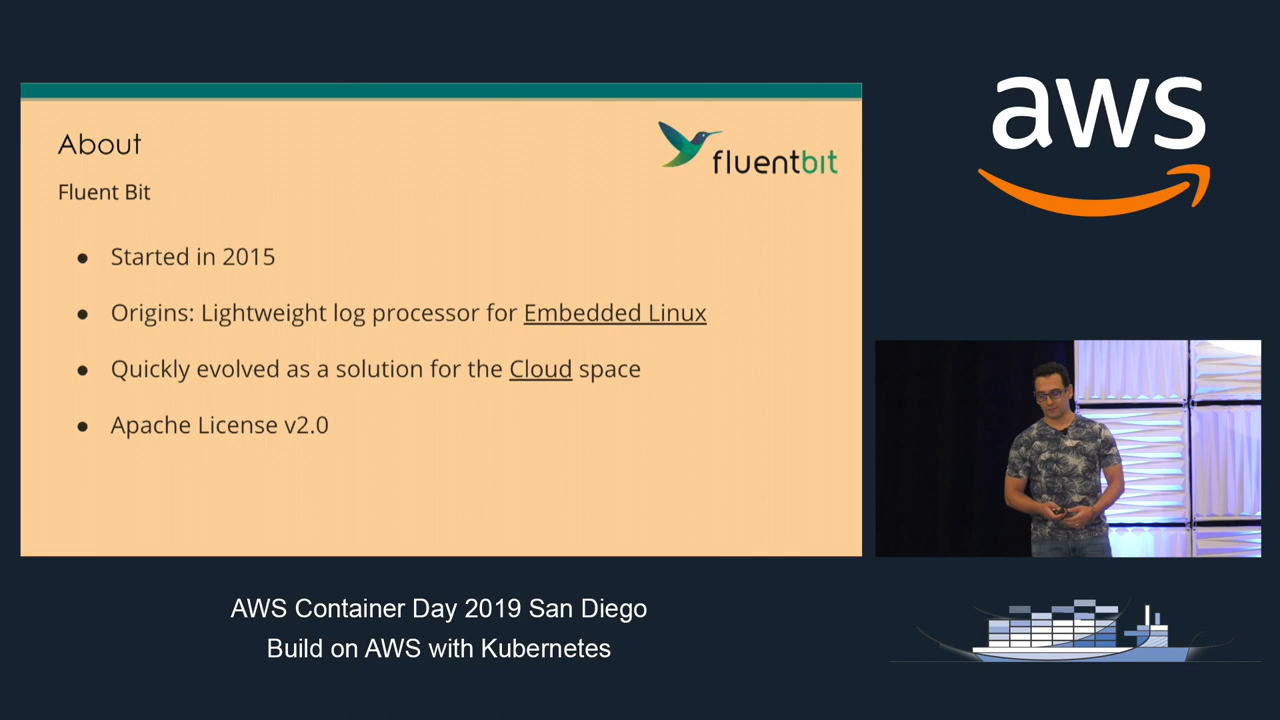 About
fluentbit
Fluent Bit
● Started in 2015
● Origins: Lightweight log processor for Embedded Linux
● Quickly evolved as a solution for the Cloud space
● Apache License v2.0
aws
AWS Container Day 2019 San Diego
Build on AWS with Kubernetes